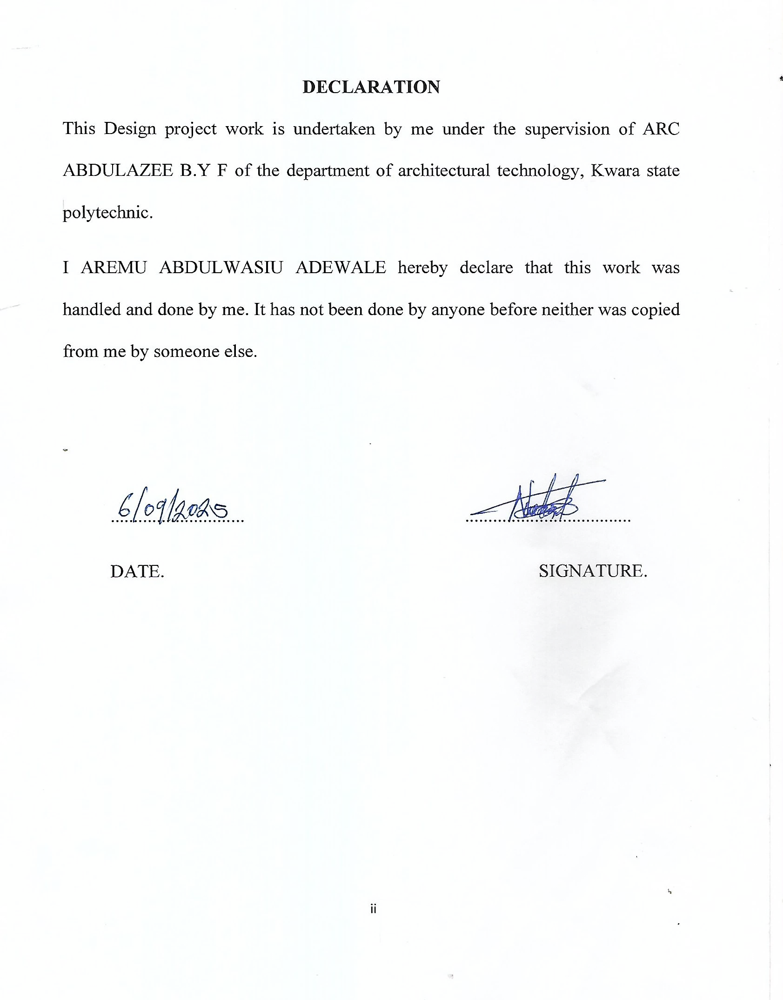 DECLARATION
This Design project work is undertaken by me under the supervision of ARC
ABDULAZEE B.Y F of the department of architectural technology, Kwara state
polytechnic.
I AREMU ABDULWASIU ADEWALE hereby declare that this work was
handled and done by me. It has not been done by anyone before neither was copied
from me by someone else.
6/09/2025
DATE.
SIGNATURE.
ii